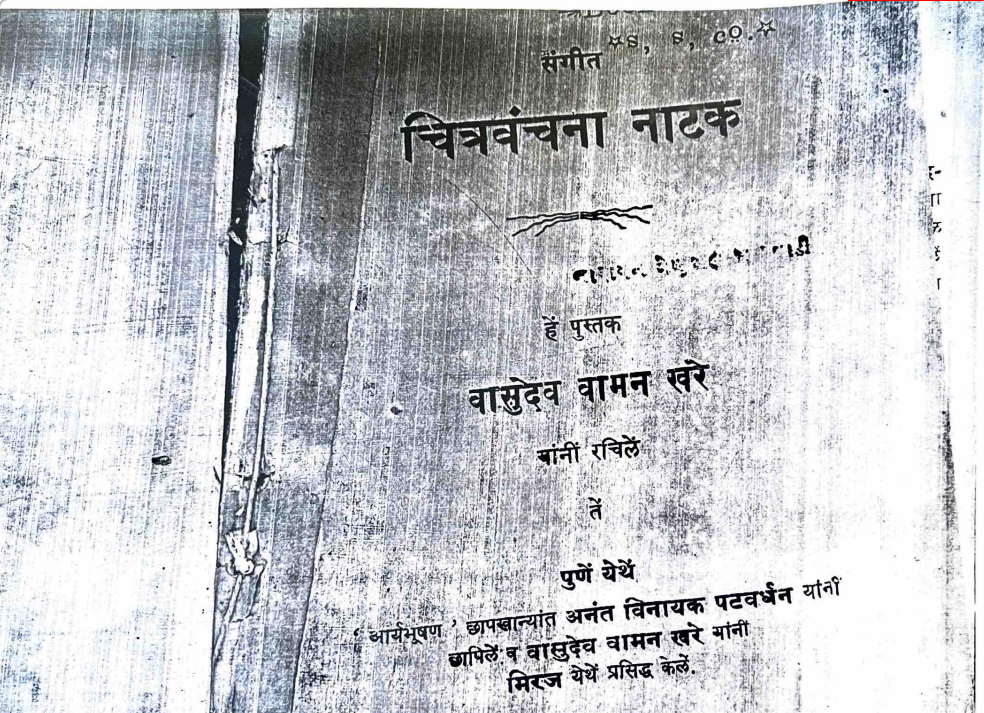 ☆S, S, CO.☆
संगीत
चित्रवंचना नाटक
हें पुस्तक
वासुदेव वामन खरे
यांनीं रचिलें
तें
पुणें येथें
' आर्यभूषण ' छापखान्यांत अनंत विनायक पटवर्धन यांनीं
छापिलें व वासुदेव वामन खरे यांनीं
मिरज येथें प्रसिद्ध केलें.